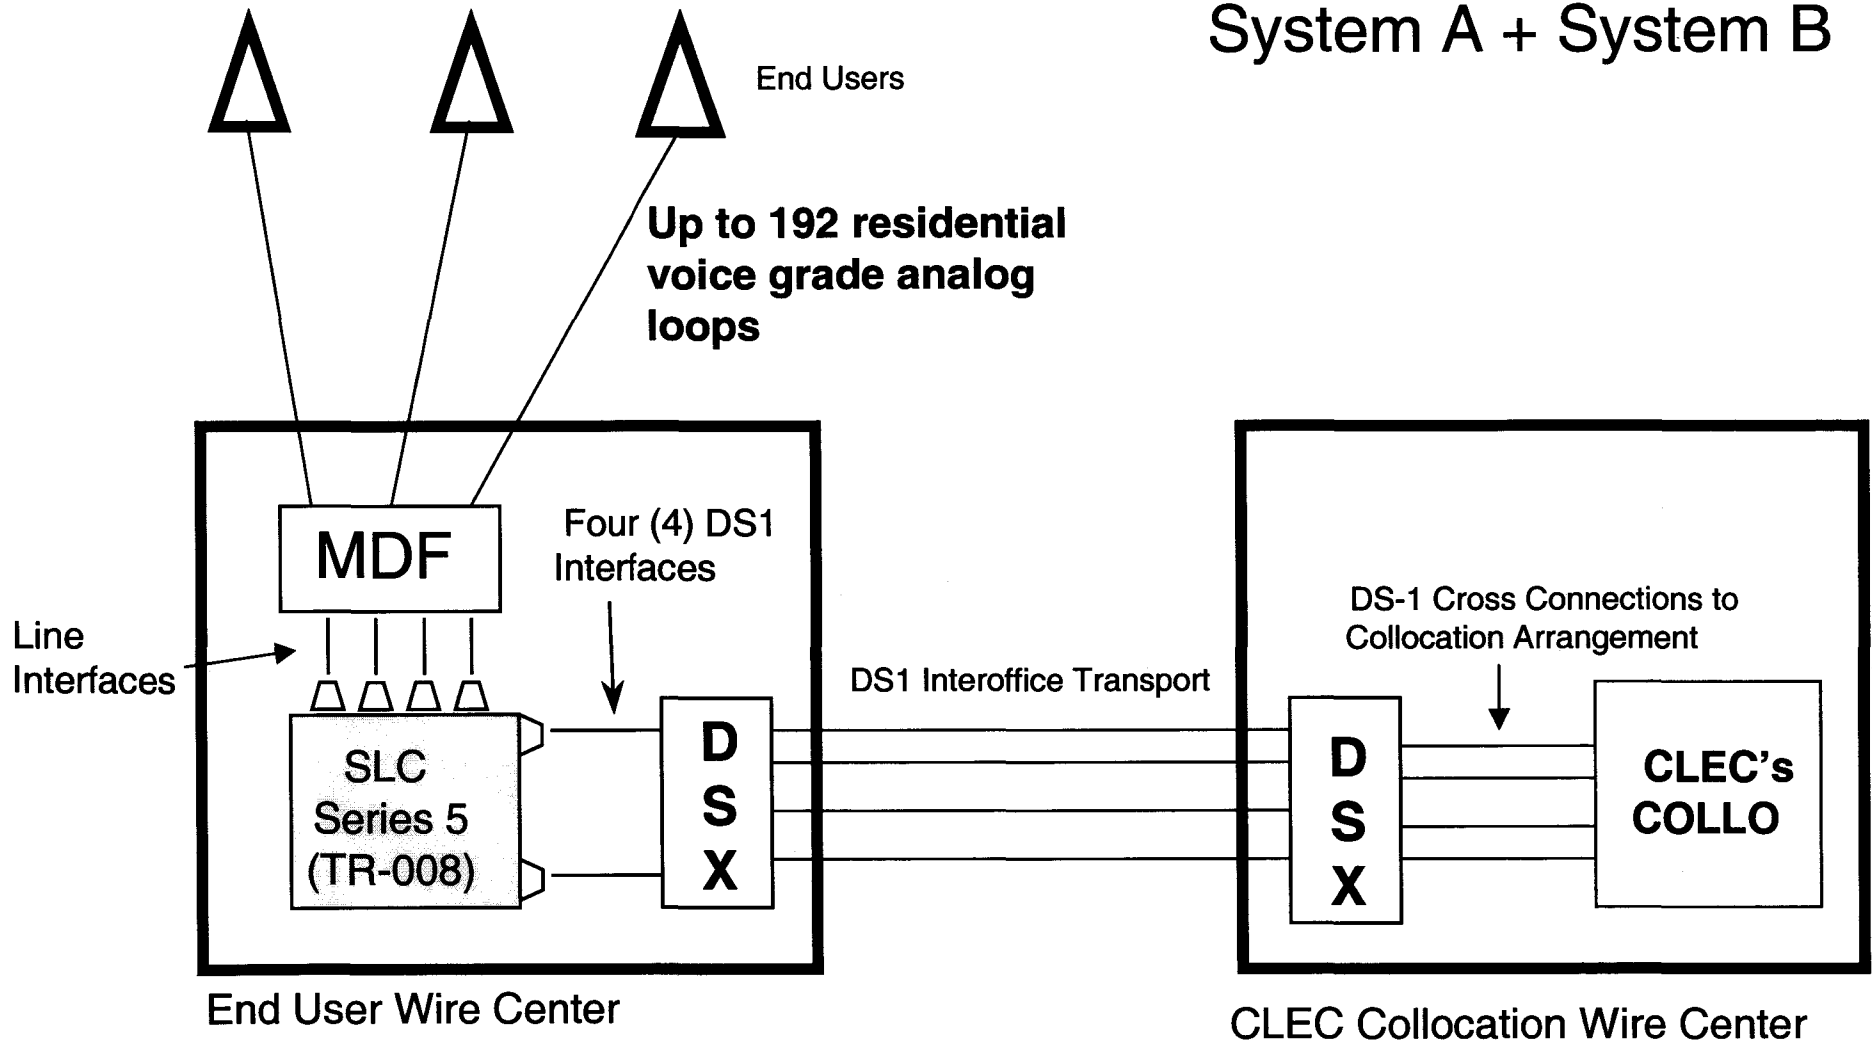 System A + System B
End Users
Up to 192 residential
voice grade analog
loops
MDF
Four (4) DS1
Interfaces
Line
Interfaces
SLC
Series 5
(TR-008)
D
S
X
DS1 Interoffice Transport
D
S
X
DS-1 Cross Connections to
Collocation Arrangement
CLEC's
COLLO
End User Wire Center
CLEC Collocation Wire Center